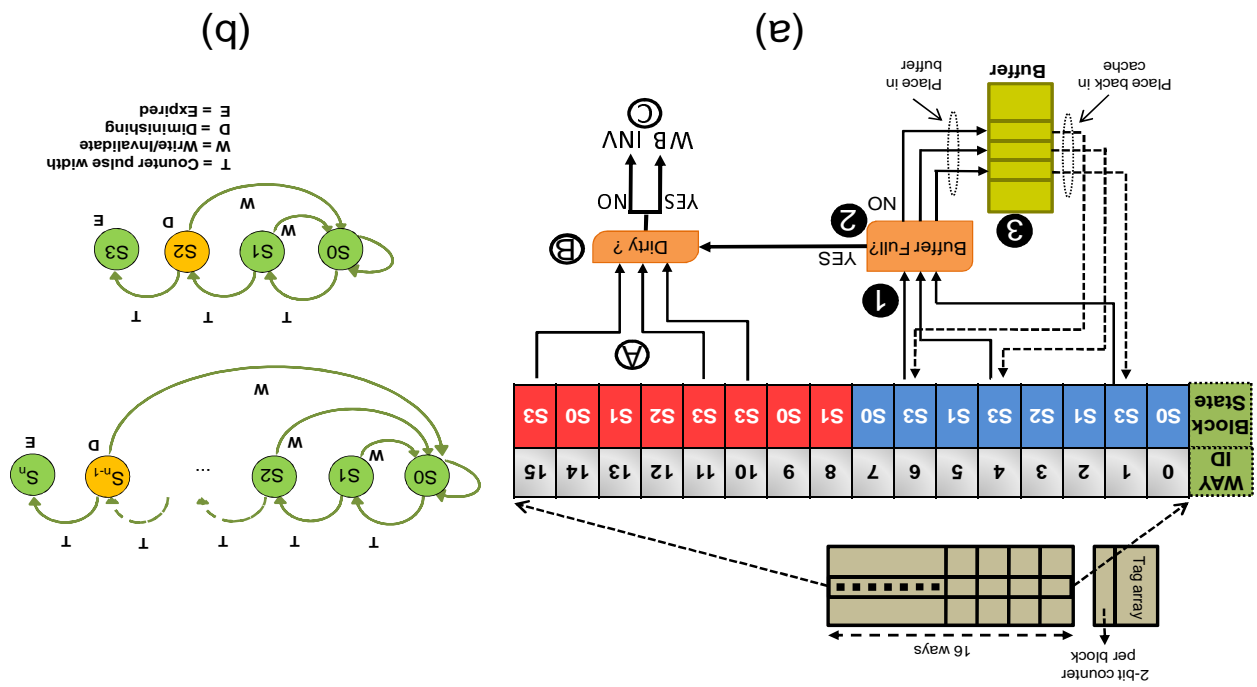 2-bit counter
per block
16 ways
Tag array
WAY ID 0 1 2 3 4 5 6 7 8 9 10 11 12 13 14 15
Block State S0 S3 S1 S2 S3 S1 S3 S0 S1 S0 S3 S3 S2 S1 S0 S3
1
A
Buffer Full?
YES
NO
2
Dirty ?
B
YES NO
WB INV
C
3
Buffer
Place back in
cache
Place in
buffer
(a)
T T T T T
S0 S1 S2 ... Sn-1 Sn
D E
W W W
T T T
S0 S1 S2 S3
D E
W W
T = Counter pulse width
W = Write/Invalidate
D = Diminishing
E = Expired
(b)